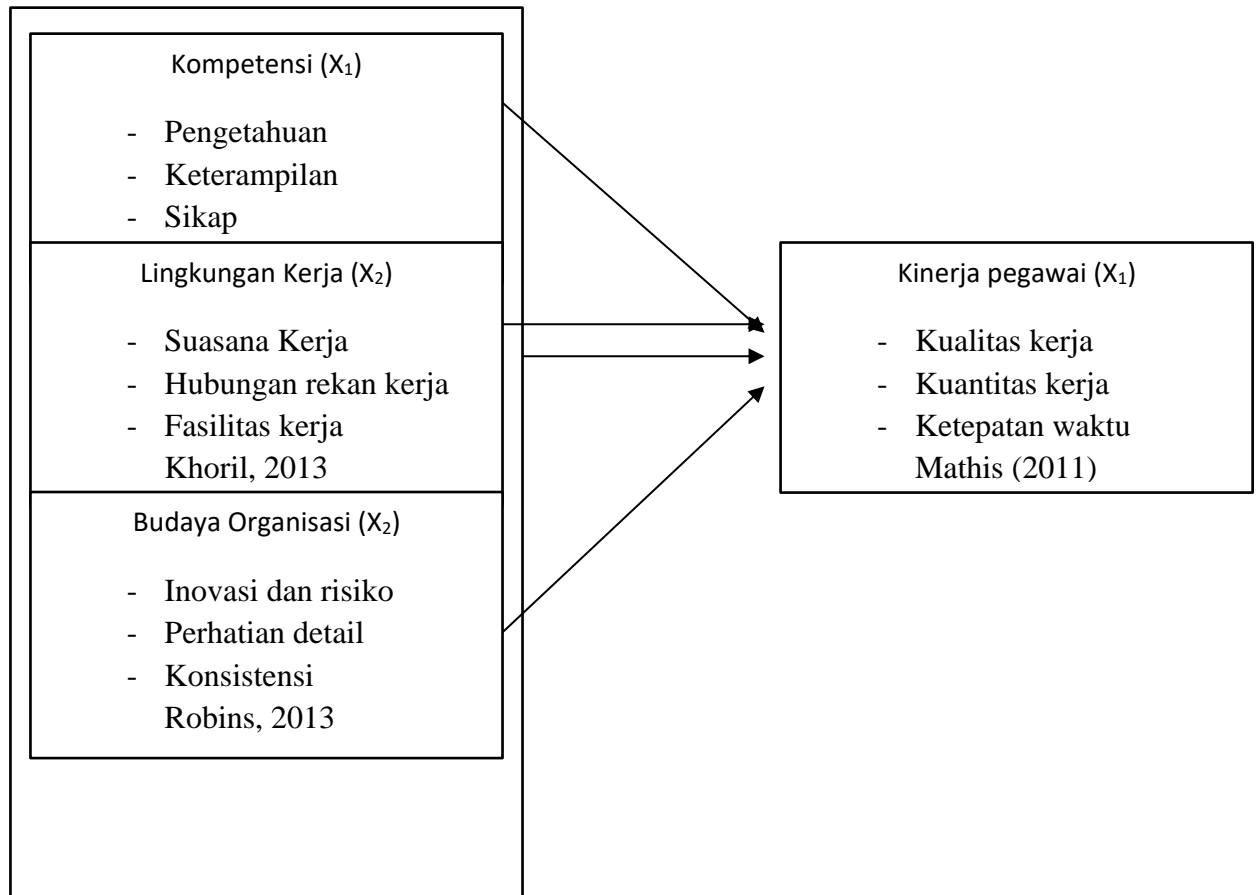 Kompetensi (X₁)
- Pengetahuan
- Keterampilan
- Sikap
Lingkungan Kerja (X₂)
- Suasana Kerja
- Hubungan rekan kerja
- Fasilitas kerja
Khoril, 2013
Budaya Organisasi (X₂)
- Inovasi dan risiko
- Perhatian detail
- Konsistensi
Robins, 2013
Kinerja pegawai (X₁)
- Kualitas kerja
- Kuantitas kerja
- Ketepatan waktu
Mathis (2011)